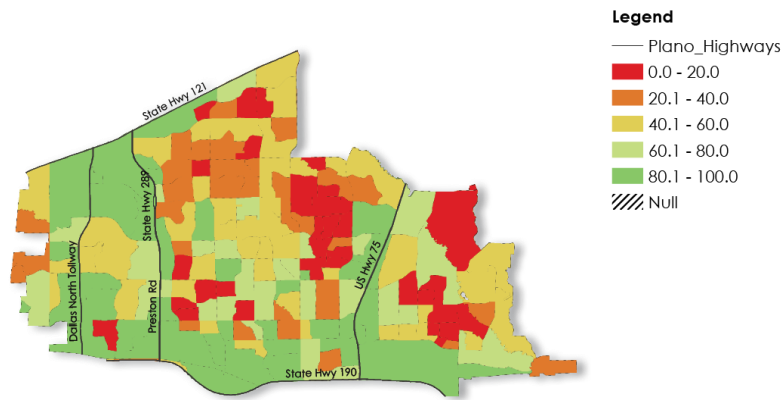 Legend
Plano_Highways
0.0 - 20.0
20.1 - 40.0
40.1 - 60.0
60.1 - 80.0
80.1 - 100.0
Null
State Hwy 121
State Hwy 289
US Hwy 75
Dallas North Tollway
Preston Rd
State Hwy 190